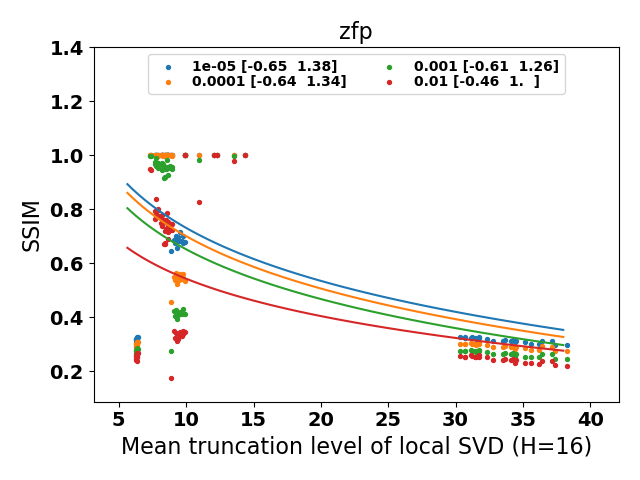 zfp
1e-05 [-0.65  1.38]
0.0001 [-0.64  1.34]
0.001 [-0.61  1.26]
0.01 [-0.46  1.  ]
SSIM
1.4
1.2
1.0
0.8
0.6
0.4
0.2
5 10 15 20 25 30 35 40
Mean truncation level of local SVD (H=16)